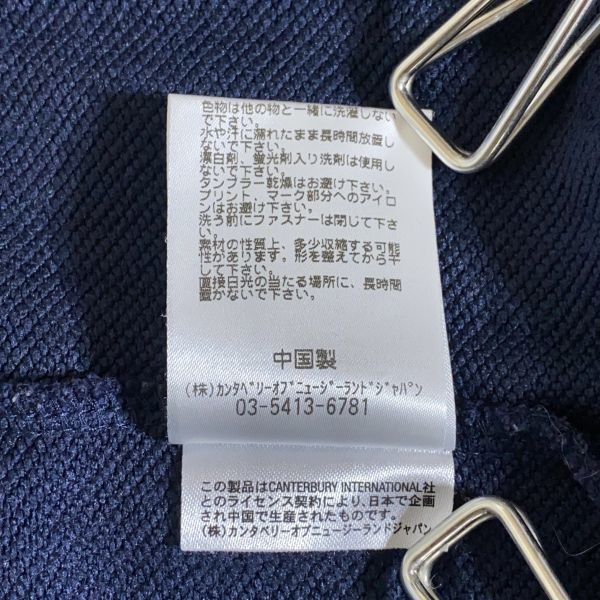 色物は他の物と一緒に洗濯しない
で下さい。
水や汗に濡れたまま長時間放置し
ないで下さい。
漂白剤、蛍光剤入り洗剤は使用し
ないで下さい。
タンブラー乾燥はお避け下さい。
プリント、マーク部分へのアイロ
ンはお避け下さい。
洗う前にファスナーは閉じて下さ
い。
素材の性質上、多少収縮する可能
性があります。形を整えてから干
して下さい。
直接日光の当たる場所に、長時間
置かないで下さい。
中国製
(株)カンタベリーオブニュージーランドジャパン
03-5413-6781
この製品はCANTERBURY INTERNATIONAL社
とのライセンス契約により、日本で企画
され中国で生産されたものです。
(株)カンタベリーオブニュージーランドジャパン